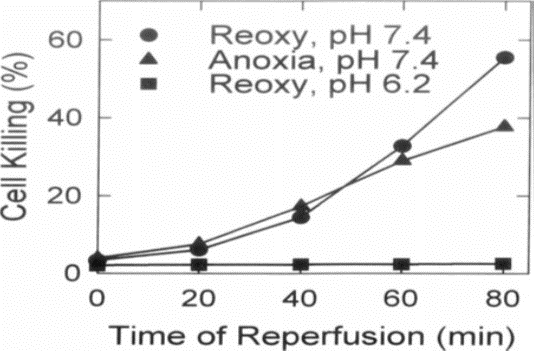 Reoxy, pH 7.4
Anoxia, pH 7.4
Reoxy, pH 6.2
Cell Killing (%)
60
40
20
0
0 20 40 60 80
Time of Reperfusion (min)